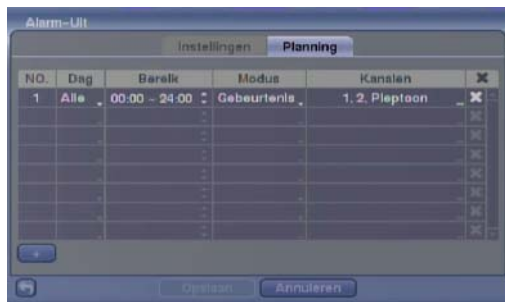 Alarm-Uit
Instellingen Planning
NO. Dag Bereik Modus Kanalen
1 Alle 00:00 ~ 24:00 Gebeurtenis 1, 2, Pieptoon
+
Opslaan Annuleren